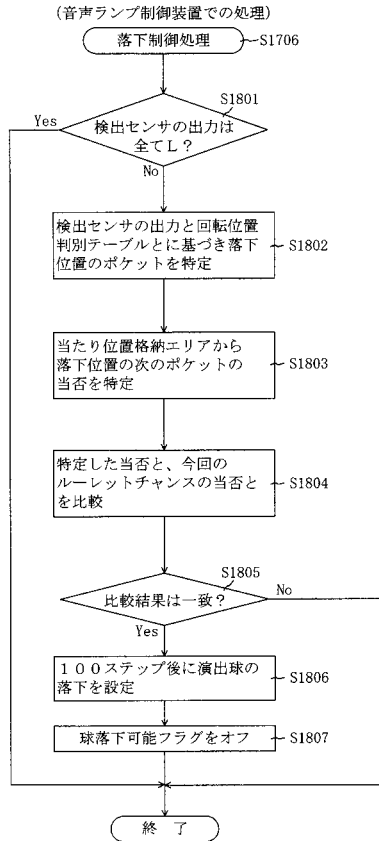 (音声ランプ制御装置での処理)
落下制御処理
S1706
S1801
検出センサの出力は
全てL？
Yes
No
検出センサの出力と回転位置
判別テーブルとに基づき落下
位置のポケットを特定
S1802
当たり位置格納エリアから
落下位置の次のポケットの
当否を特定
S1803
特定した当否と、今回の
ルーレットチャンスの当否と
を比較
S1804
S1805
比較結果は一致？
No
Yes
１００ステップ後に演出球の
落下を設定
S1806
球落下可能フラグをオフ
S1807
終 了